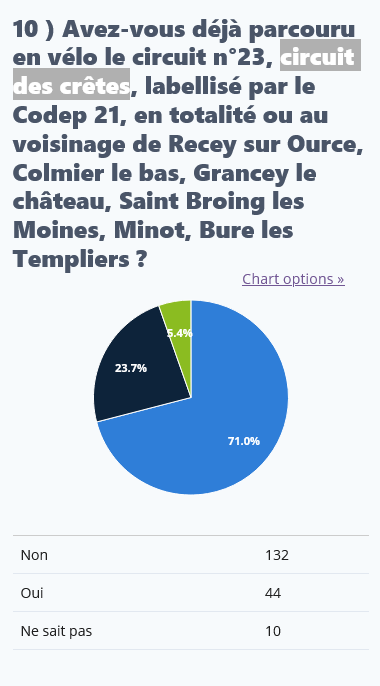 10 ) Avez-vous déjà parcouru
en vélo le circuit n°23, circuit
des crêtes, labellisé par le
Codep 21, en totalité ou au
voisinage de Recey sur Ource,
Colmier le bas, Grancey le
château, Saint Broing les
Moines, Minot, Bure les
Templiers ?
Chart options »
5.4%
23.7%
71.0%
Non 132
Oui 44
Ne sait pas 10